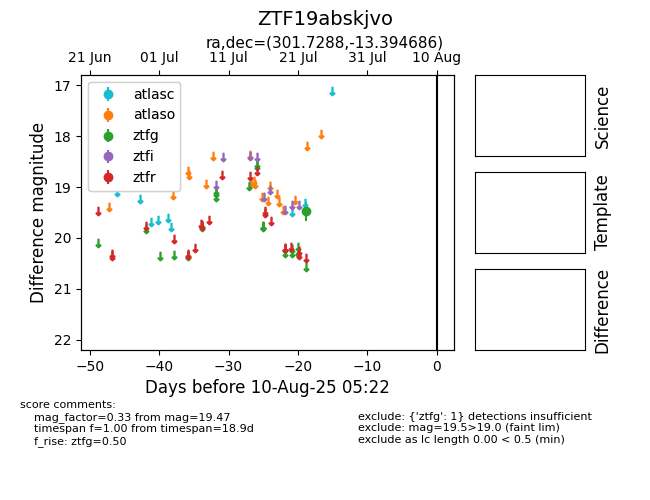 ZTF19abskjvo
ra,dec=(301.7288,-13.394686)
21 Jun 01 Jul 11 Jul 21 Jul 31 Jul 10 Aug
17
18
19
20
21
22
Difference magnitude
atlasc
atlaso
ztfg
ztfi
ztfr
−50 −40 −30 −20 −10 0
Days before 10-Aug-25 05:22
Science
Template
Difference
score comments:
mag_factor=0.33 from mag=19.47
timespan f=1.00 from timespan=18.9d
f_rise: ztfg=0.50
exclude: {'ztfg': 1} detections insufficient
exclude: mag=19.5>19.0 (faint lim)
exclude as lc length 0.00 < 0.5 (min)